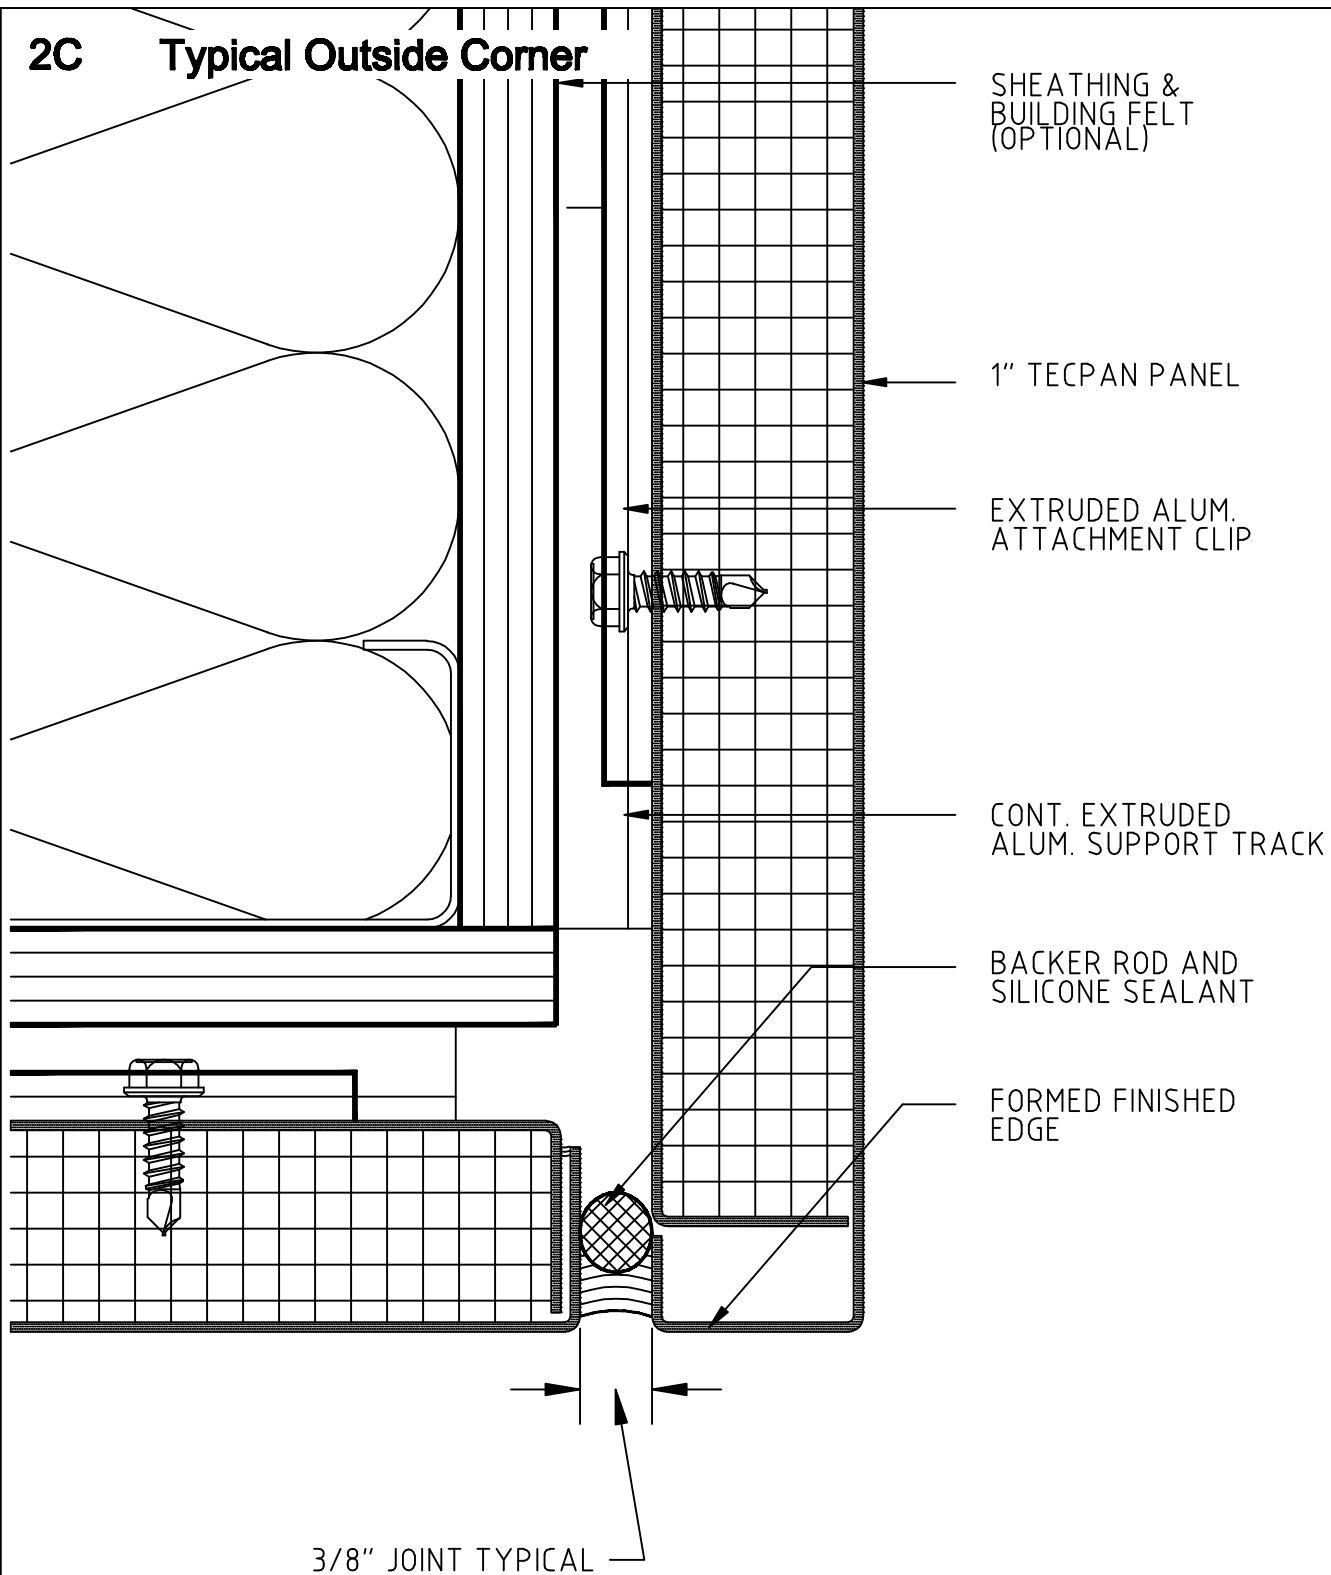 2C Typical Outside Corner
SHEATHING &
BUILDING FELT
(OPTIONAL)
1" TECPAN PANEL
EXTRUDED ALUM.
ATTACHMENT CLIP
CONT. EXTRUDED
ALUM. SUPPORT TRACK
BACKER ROD AND
SILICONE SEALANT
FORMED FINISHED
EDGE
3/8" JOINT TYPICAL